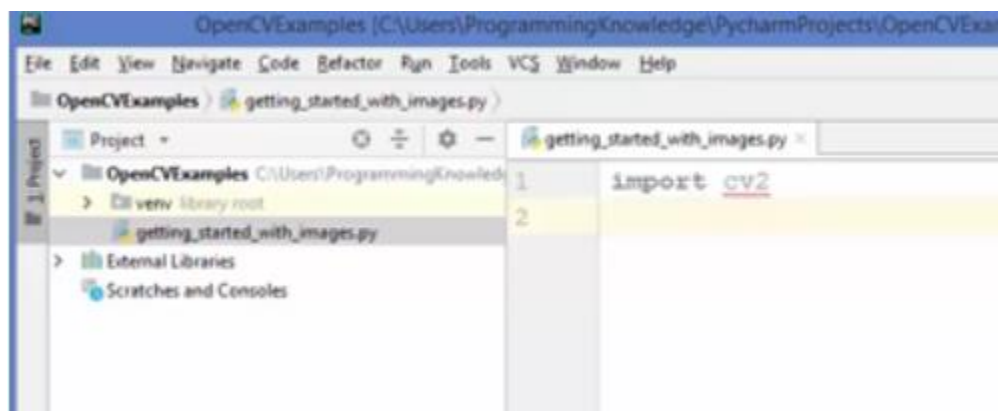 OpenCVExamples [C:\Users\ProgrammingKnowledge\PycharmProjects\OpenCVExa
File Edit View Navigate Code Refactor Run Tools VCS Window Help
OpenCVExamples getting_started_with_images.py
1: Project
Project
getting_started_with_images.py
OpenCVExamples C:\Users\ProgrammingKnowled
venv library root
getting_started_with_images.py
External Libraries
Scratches and Consoles
1 import cv2
2